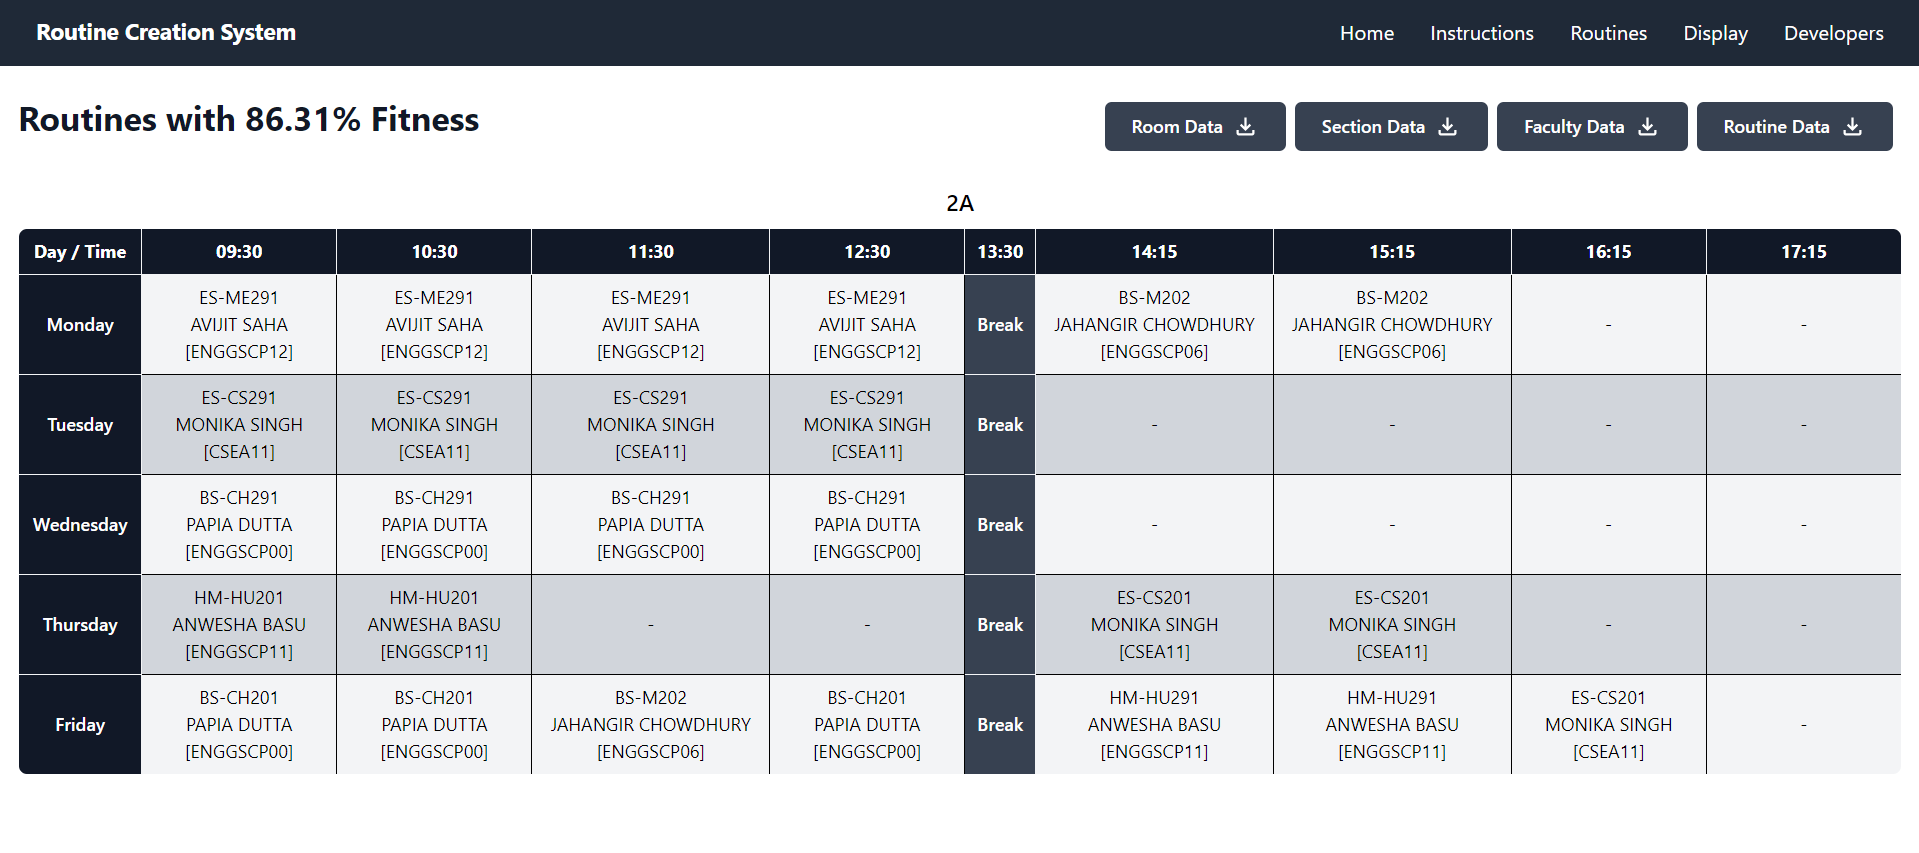 Routine Creation System
Home Instructions Routines Display Developers
Routines with 86.31% Fitness
Room Data Section Data Faculty Data Routine Data
2A
Day / Time 09:30 10:30 11:30 12:30 13:30 14:15 15:15 16:15 17:15
ES-ME291 ES-ME291 ES-ME291 ES-ME291 BS-M202 BS-M202
Monday AVIJIT SAHA AVIJIT SAHA AVIJIT SAHA AVIJIT SAHA Break JAHANGIR CHOWDHURY JAHANGIR CHOWDHURY - -
[ENGGSCP12] [ENGGSCP12] [ENGGSCP12] [ENGGSCP12] [ENGGSCP06] [ENGGSCP06]
ES-CS291 ES-CS291 ES-CS291 ES-CS291
Tuesday MONIKA SINGH MONIKA SINGH MONIKA SINGH MONIKA SINGH Break - - - -
[CSEA11] [CSEA11] [CSEA11] [CSEA11]
BS-CH291 BS-CH291 BS-CH291 BS-CH291
Wednesday PAPIA DUTTA PAPIA DUTTA PAPIA DUTTA PAPIA DUTTA Break - - - -
[ENGGSCP00] [ENGGSCP00] [ENGGSCP00] [ENGGSCP00]
HM-HU201 HM-HU201 ES-CS201 ES-CS201
Thursday ANWESHA BASU ANWESHA BASU - - Break MONIKA SINGH MONIKA SINGH - -
[ENGGSCP11] [ENGGSCP11] [CSEA11] [CSEA11]
BS-CH201 BS-CH201 BS-M202 BS-CH201 HM-HU291 HM-HU291 ES-CS201
Friday PAPIA DUTTA PAPIA DUTTA JAHANGIR CHOWDHURY PAPIA DUTTA Break ANWESHA BASU ANWESHA BASU MONIKA SINGH -
[ENGGSCP00] [ENGGSCP00] [ENGGSCP06] [ENGGSCP00] [ENGGSCP11] [ENGGSCP11] [CSEA11]